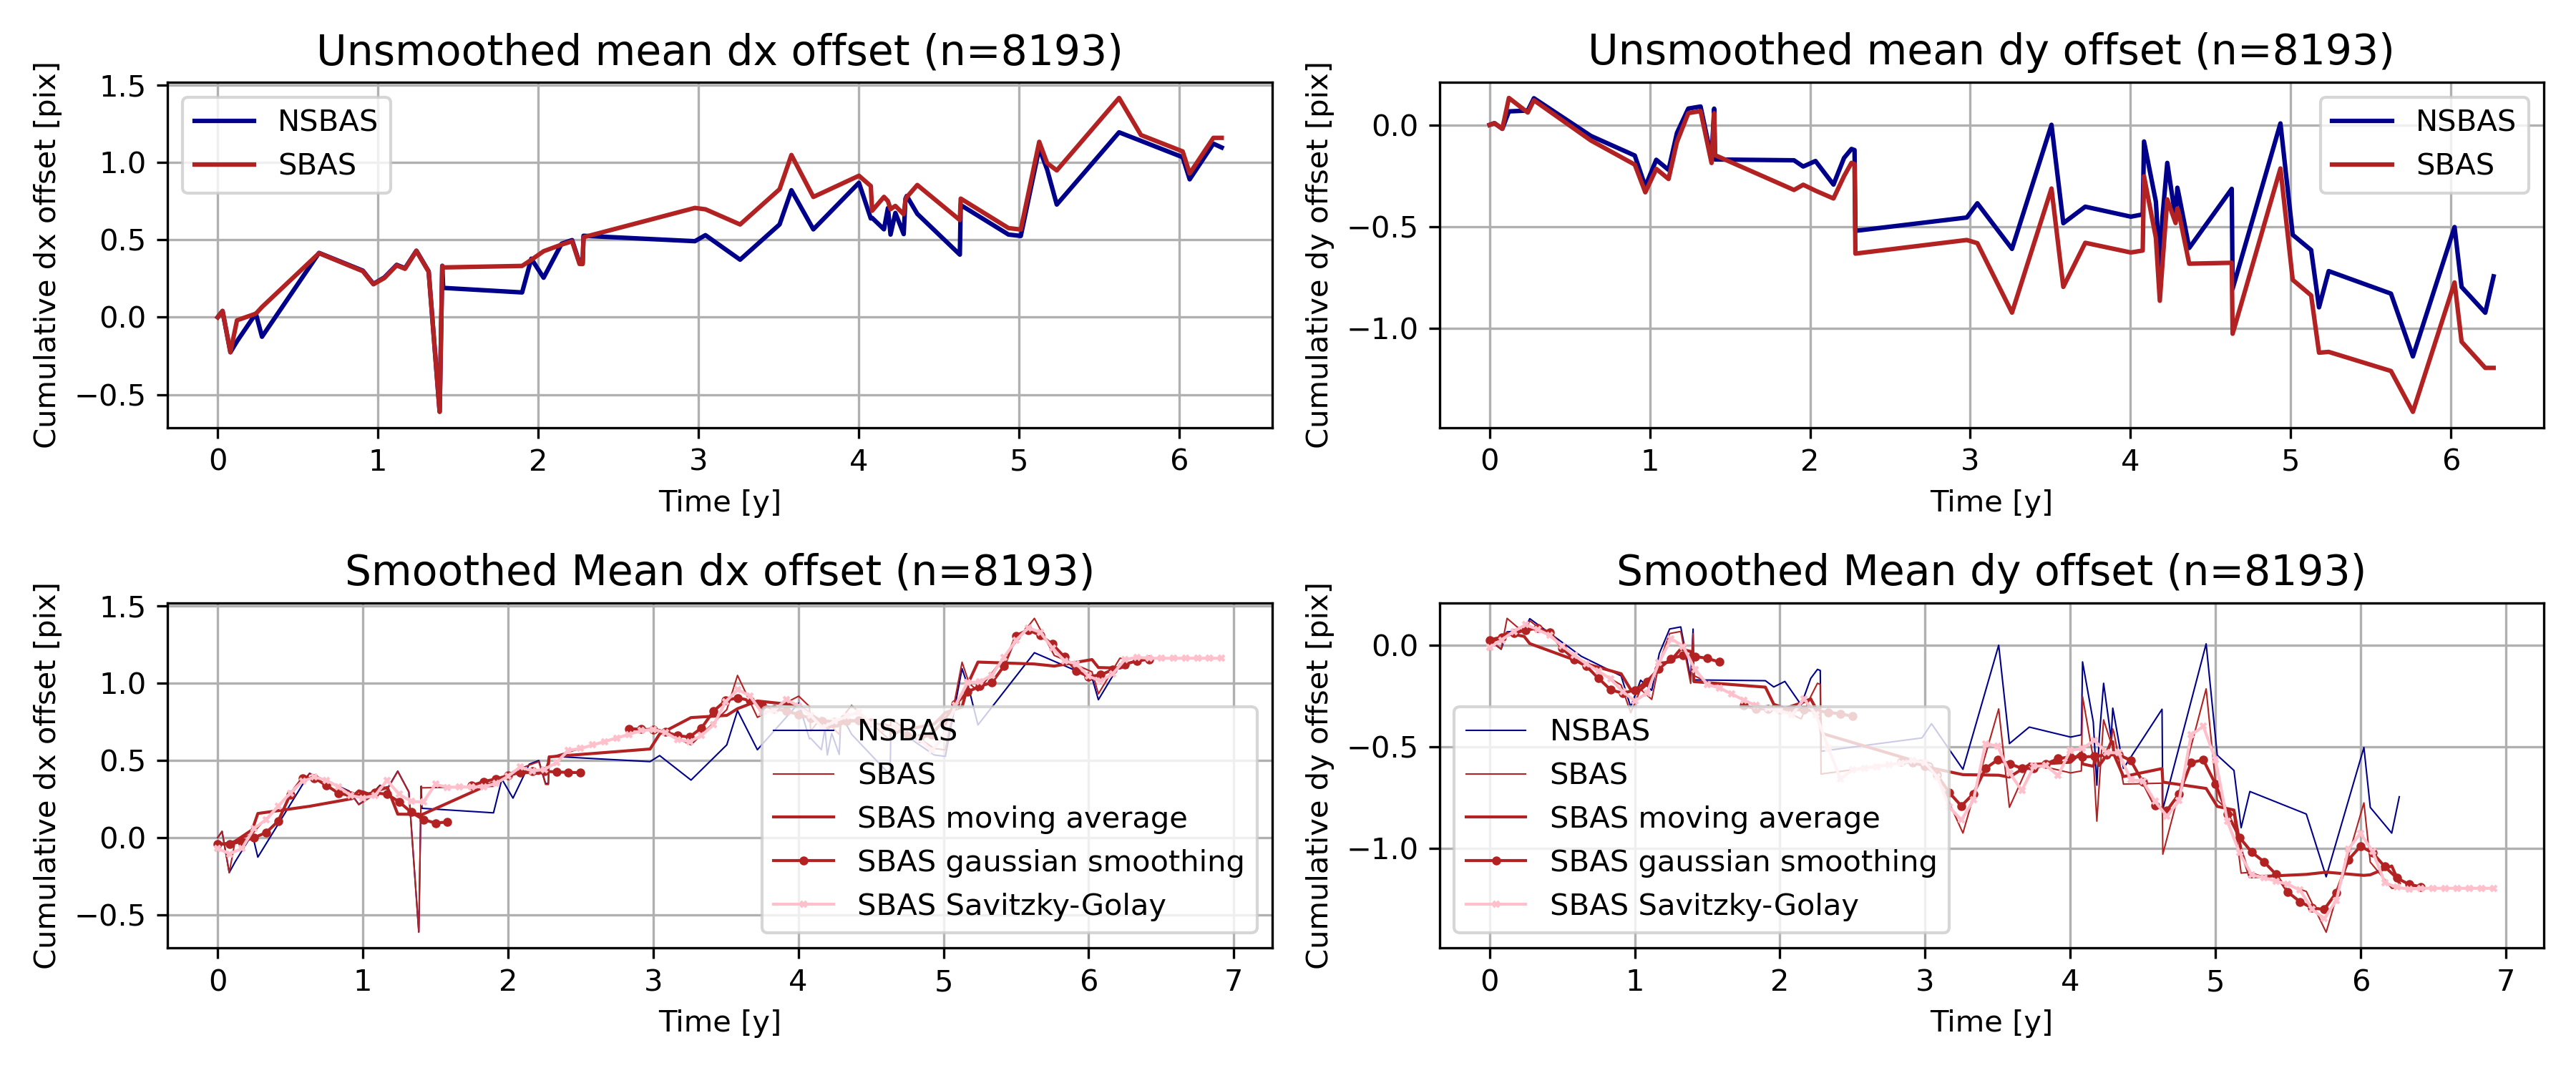 Unsmoothed mean dx offset (n=8193)
Cumulative dx offset [pix]
1.5
1.0
0.5
0.0
−0.5
NSBAS
SBAS
0 1 2 3 4 5 6
Time [y]
Unsmoothed mean dy offset (n=8193)
Cumulative dy offset [pix]
0.0
−0.5
−1.0
NSBAS
SBAS
0 1 2 3 4 5 6
Time [y]
Smoothed Mean dx offset (n=8193)
Cumulative dx offset [pix]
1.5
1.0
0.5
0.0
−0.5
NSBAS
SBAS
SBAS moving average
SBAS gaussian smoothing
SBAS Savitzky-Golay
0 1 2 3 4 5 6 7
Time [y]
Smoothed Mean dy offset (n=8193)
Cumulative dy offset [pix]
0.0
−0.5
−1.0
NSBAS
SBAS
SBAS moving average
SBAS gaussian smoothing
SBAS Savitzky-Golay
0 1 2 3 4 5 6 7
Time [y]